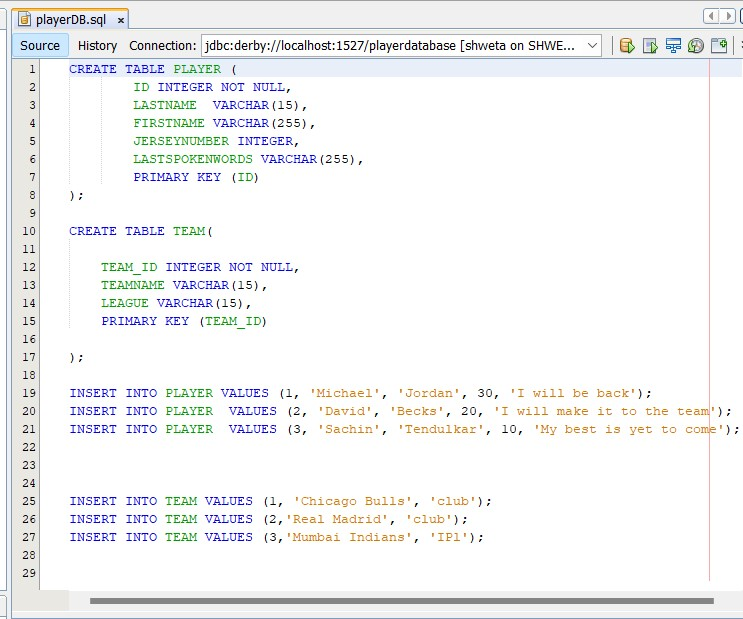 playerDB.sql
Source History Connection: jdbc:derby://localhost:1527/playerdatabase [shweta on SHWE...
1 CREATE TABLE PLAYER (
2 ID INTEGER NOT NULL,
3 LASTNAME  VARCHAR(15),
4 FIRSTNAME VARCHAR(255),
5 JERSEYNUMBER INTEGER,
6 LASTSPOKENWORDS VARCHAR(255),
7 PRIMARY KEY (ID)
8 );
9
10 CREATE TABLE TEAM(
11
12 TEAM_ID INTEGER NOT NULL,
13 TEAMNAME VARCHAR(15),
14 LEAGUE VARCHAR(15),
15 PRIMARY KEY (TEAM_ID)
16
17 );
18
19 INSERT INTO PLAYER VALUES (1, 'Michael', 'Jordan', 30, 'I will be back');
20 INSERT INTO PLAYER  VALUES (2, 'David', 'Becks', 20, 'I will make it to the team');
21 INSERT INTO PLAYER  VALUES (3, 'Sachin', 'Tendulkar', 10, 'My best is yet to come');
22
23
24
25 INSERT INTO TEAM VALUES (1, 'Chicago Bulls', 'club');
26 INSERT INTO TEAM VALUES (2,'Real Madrid', 'club');
27 INSERT INTO TEAM VALUES (3,'Mumbai Indians', 'IPl');
28
29